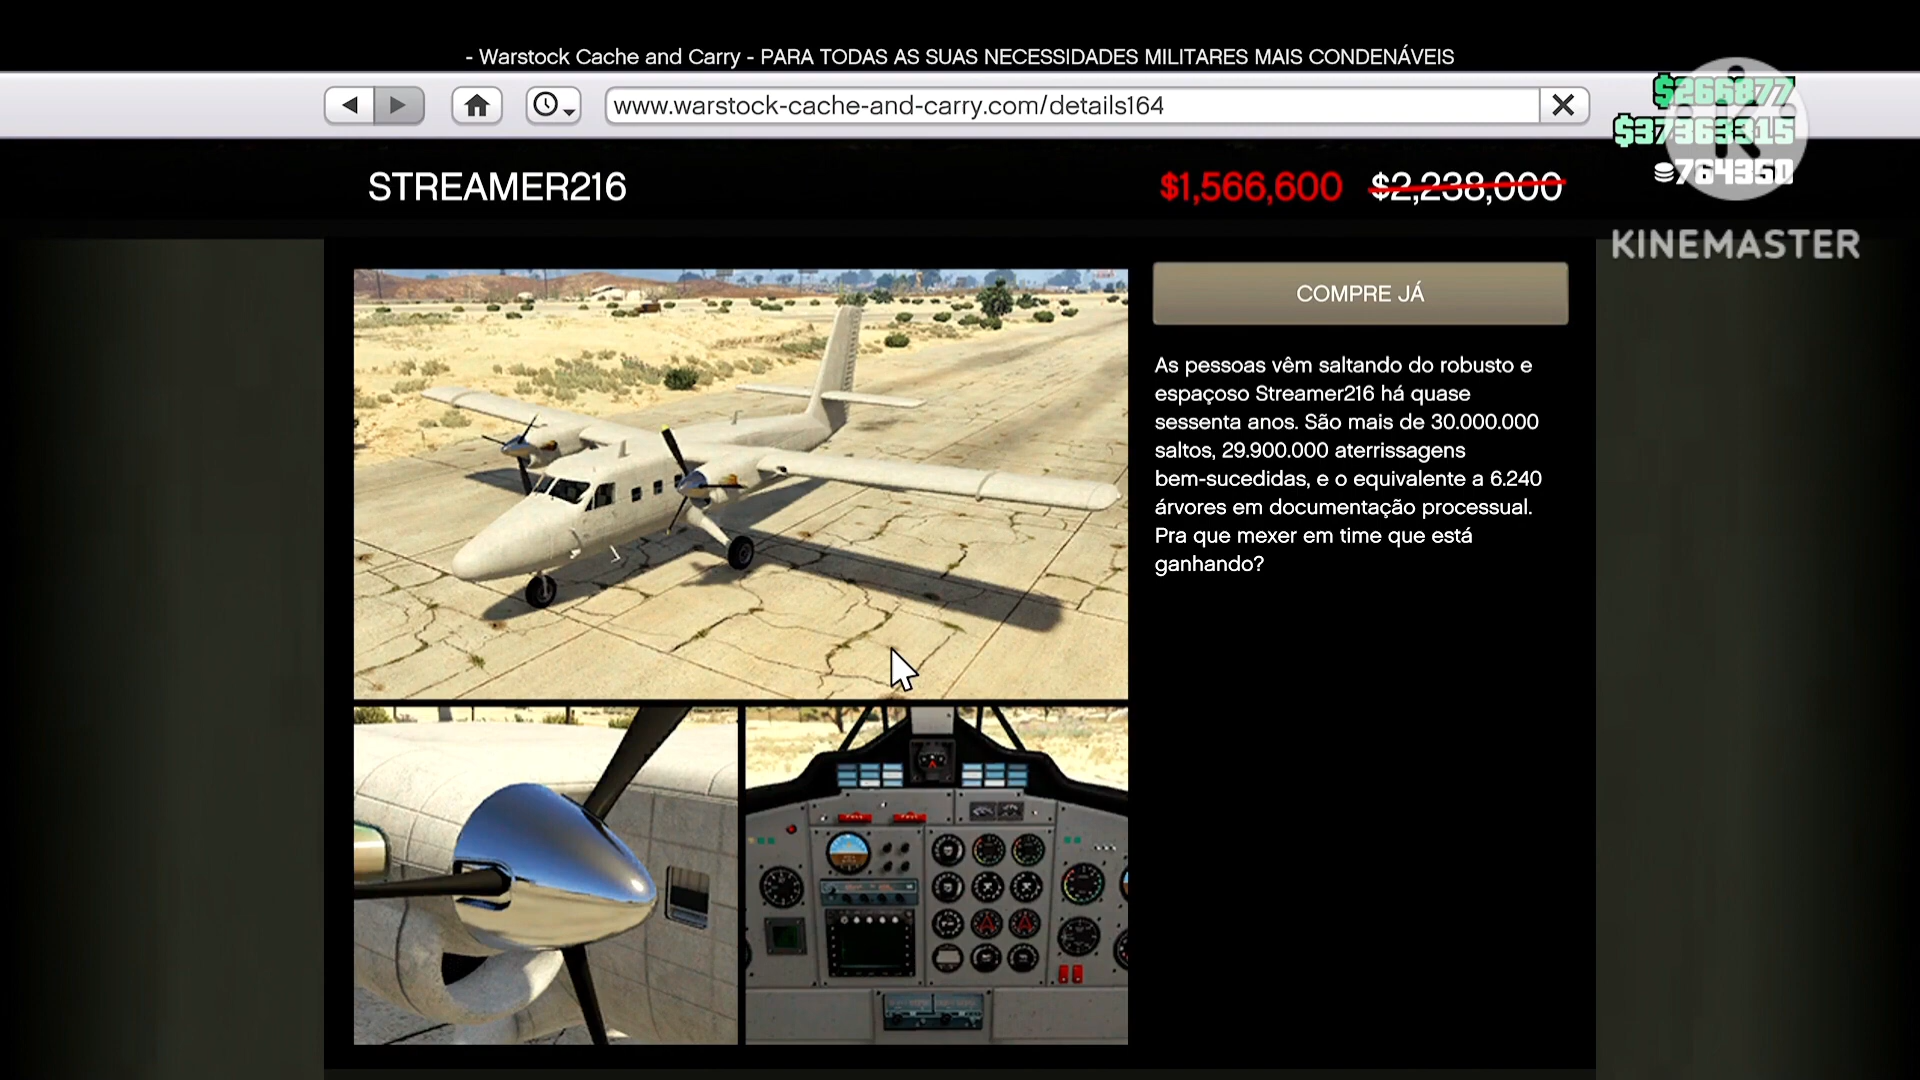 - Warstock Cache and Carry - PARA TODAS AS SUAS NECESSIDADES MILITARES MAIS CONDENÁVEIS
www.warstock-cache-and-carry.com/details164
$266877
$37363315
764350
KINEMASTER
STREAMER216
$1,566,600 $2,238,000
COMPRE JÁ
As pessoas vêm saltando do robusto e
espaçoso Streamer216 há quase
sessenta anos. São mais de 30.000.000
saltos, 29.900.000 aterrissagens
bem-sucedidas, e o equivalente a 6.240
árvores em documentação processual.
Pra que mexer em time que está
ganhando?